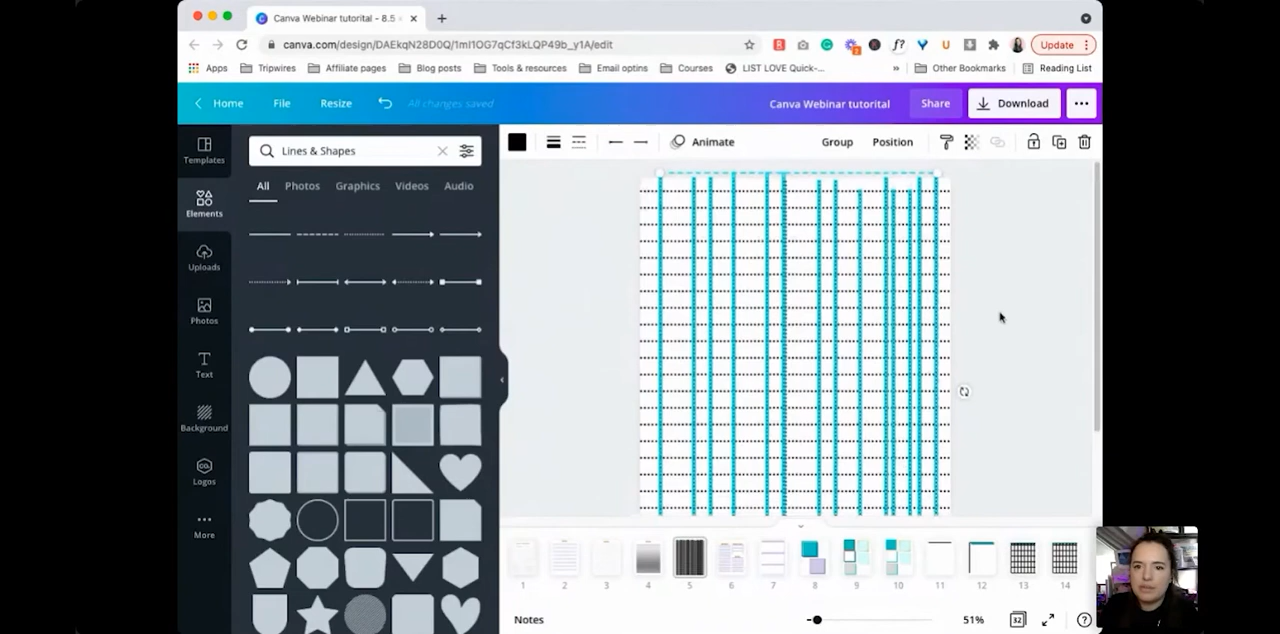 Canva Webinar tutorital - 8.5
canva.com/design/DAEkqN28D0Q/1ml1OG7qCf3kLQP49b_y1A/edit
Update
Apps
Tripwires
Affiliate pages
Blog posts
Tools & resources
Email optins
Courses
LIST LOVE Quick-...
Other Bookmarks
Reading List
Home
File
Resize
All changes saved
Canva Webinar tutorital
Share
Download
Templates
Elements
Uploads
Photos
Text
Background
Logos
More
Lines & Shapes
All
Photos
Graphics
Videos
Audio
Animate
Group
Position
1
2
3
4
5
6
7
8
9
10
11
12
13
14
Notes
51%
32